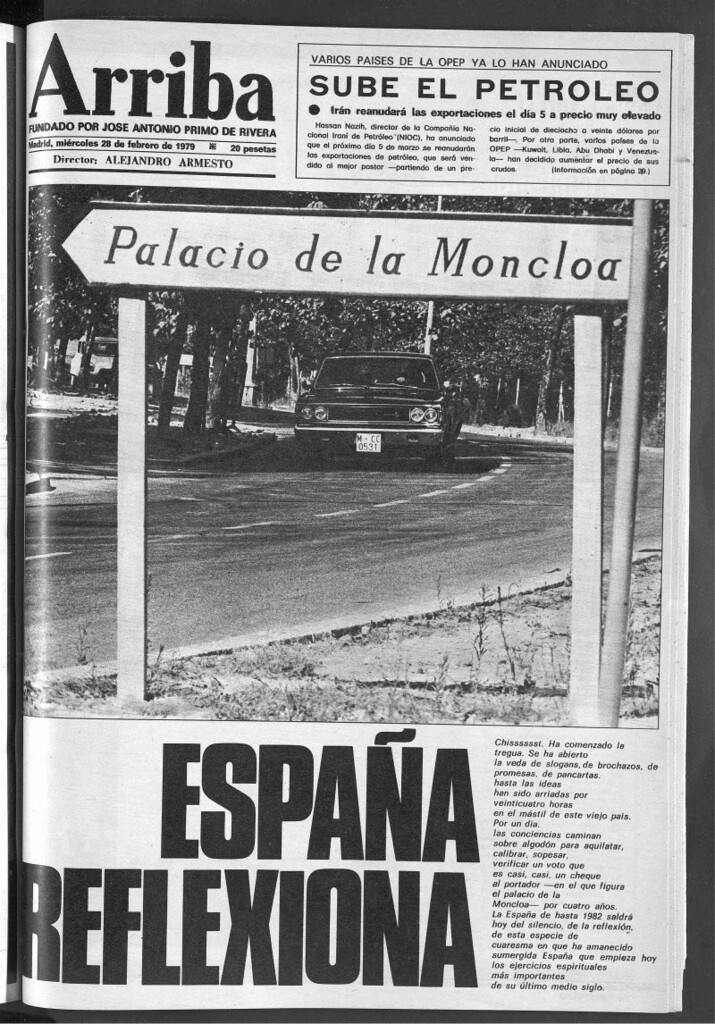 Arriba
FUNDADO POR JOSE ANTONIO PRIMO DE RIVERA
Madrid, miércoles 28 de febrero de 1979 20 pesetas
Director: ALEJANDRO ARMESTO
VARIOS PAISES DE LA OPEP YA LO HAN ANUNCIADO
SUBE EL PETROLEO
● Irán reanudará las exportaciones el día 5 a precio muy elevado
Hassan Nazih, director de la Compañía Na-
cional Iraní de Petróleo (NIOC), ha anunciado
que el próximo día 5 de marzo se reanudarán
las exportaciones de petróleo, que será ven-
dido al mejor postor —partiendo de un pre-
cio inicial de dieciocho a veinte dólares por
barril—. Por otra parte, varios países de la
OPEP —Kuwait, Libia, Abu Dhabi y Venezue-
la— han decidido aumentar el precio de sus
crudos. (Información en página 29.)
Palacio de la Moncloa
M-CC
0531
ESPAÑA
REFLEXIONA
Chisssssst. Ha comenzado la
tregua. Se ha abierto
la veda de slogans, de brochazos, de
promesas, de pancartas.
hasta las ideas
han sido arriadas por
veinticuatro horas
en el mástil de este viejo país.
Por un día,
las conciencias caminan
sobre algodón para aquilatar,
calibrar, sopesar,
verificar un voto que
es casi, casi, un cheque
al portador —en el que figura
el palacio de la
Moncloa— por cuatro años.
La España de hasta 1982 saldrá
hoy del silencio, de la reflexión,
de esta especie de
cuaresma en que ha amanecido
sumergida España que empieza hoy
los ejercicios espirituales
más importantes
de su último medio siglo.